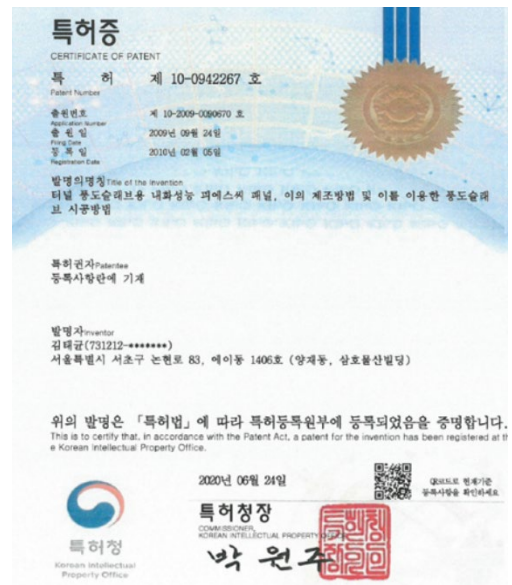 특허증
CERTIFICATE OF PATENT
특 허 제 10-0942267 호
Patent Number
출원번호 제 10-2009-0090670 호
Application Number
출 원 일 2009년 09월 24일
Filing Date
등 록 일 2010년 02월 05일
Registration Date
발명의명칭 Title of the Invention
터널 풍도슬래브용 내화성능 피에스씨 패널, 이의 제조방법 및 이를 이용한 풍도슬래
브 시공방법
특허권자 Patentee
등록사항란에 기재
발명자 Inventor
김태균(731212-*******)
서울특별시 서초구 논현로 83, 에이동 1406호 (양재동, 삼호물산빌딩)
위의 발명은 「특허법」에 따라 특허등록원부에 등록되었음을 증명합니다.
This is to certify that, in accordance with the Patent Act, a patent for the invention has been registered at th
e Korean Intellectual Property Office.
2020년 06월 24일
QR코드로 현재기준
등록사항을 확인하세요
특허청장
COMMISSIONER,
KOREAN INTELLECTUAL PROPERTY OFFICE
박 원 주
특허청
Korean Intellectual
Property Office